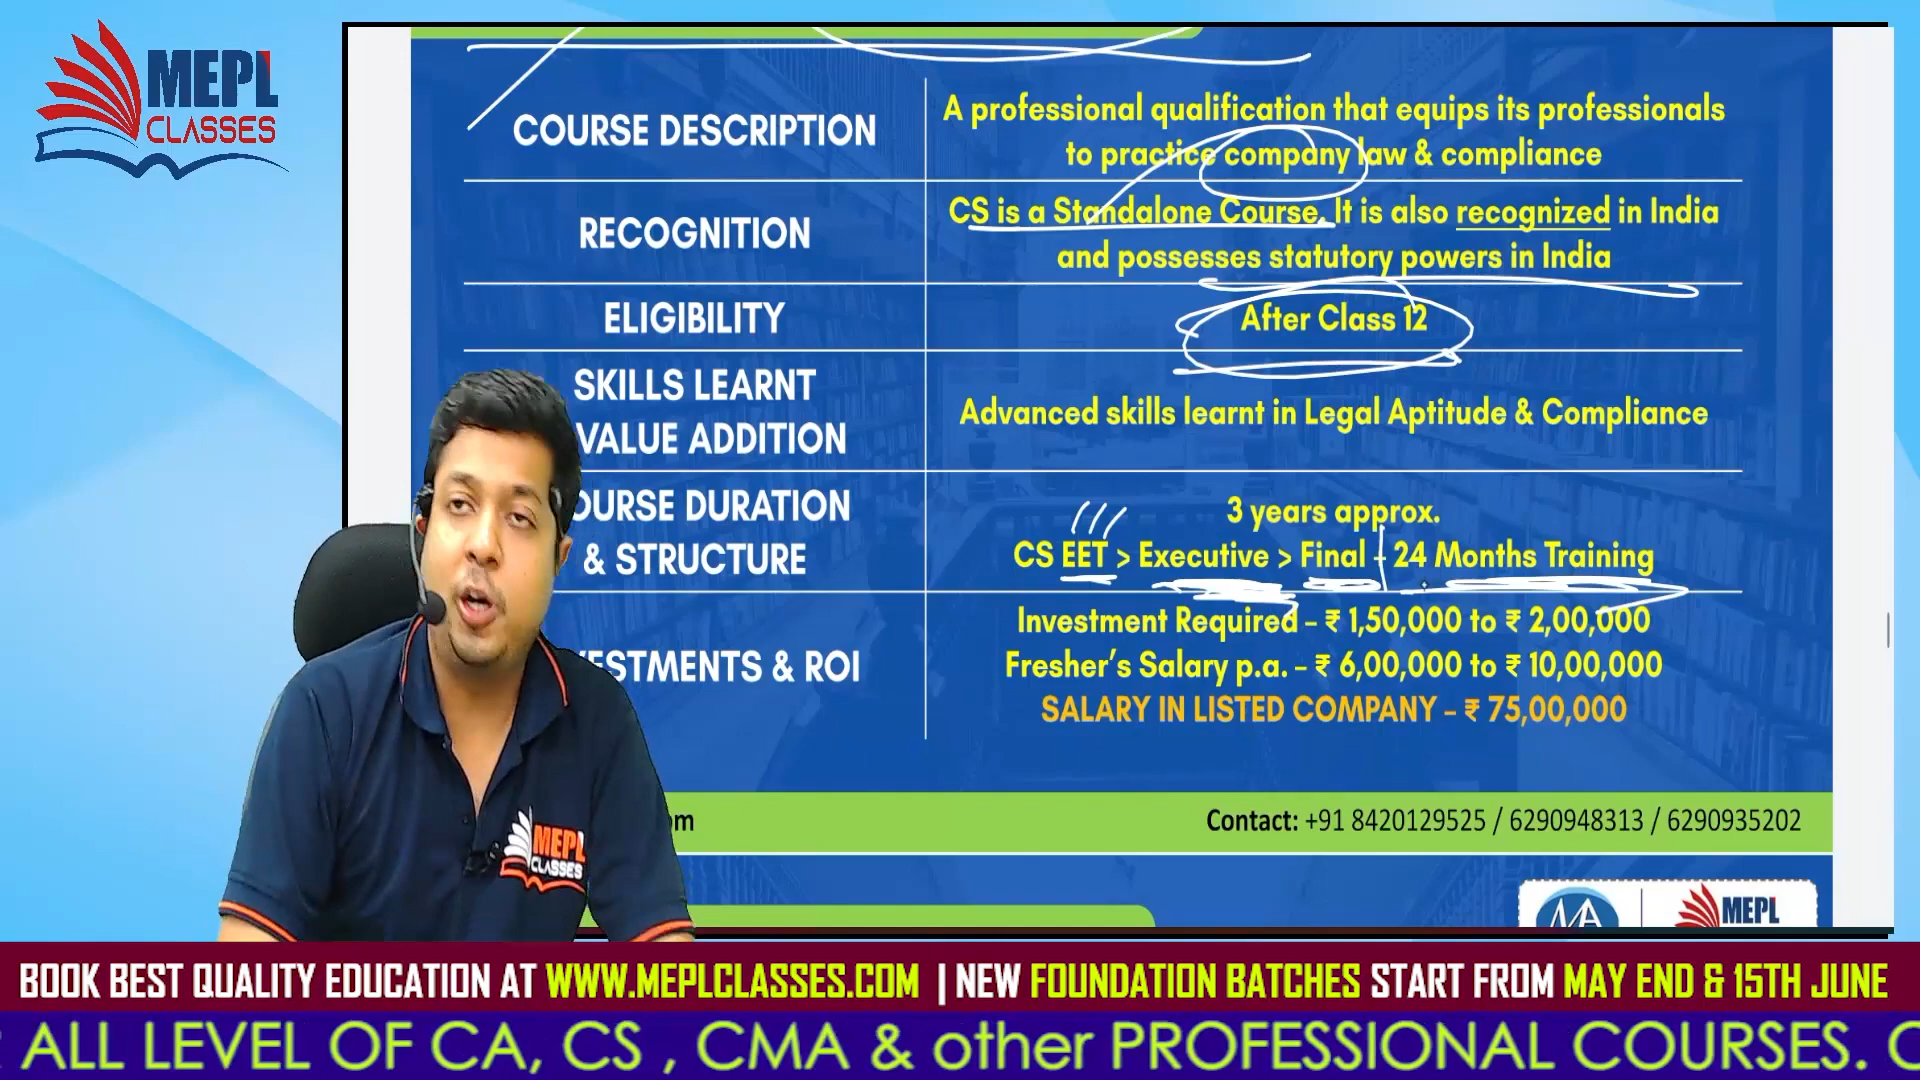 MEPL
CLASSES
COURSE DESCRIPTION
A professional qualification that equips its professionals
to practice company law & compliance
RECOGNITION
CS is a Standalone Course. It is also recognized in India
and possesses statutory powers in India
ELIGIBILITY
After Class 12
SKILLS LEARNT
VALUE ADDITION
Advanced skills learnt in Legal Aptitude & Compliance
OURSE DURATION
& STRUCTURE
3 years approx.
CS EET > Executive > Final - 24 Months Training
ESTMENTS & ROI
Investment Required – ₹ 1,50,000 to ₹ 2,00,000
Fresher's Salary p.a. – ₹ 6,00,000 to ₹ 10,00,000
SALARY IN LISTED COMPANY – ₹ 75,00,000
om
Contact: +91 8420129525 / 6290948313 / 6290935202
MEPL
CLASSES
MEPL
BOOK BEST QUALITY EDUCATION AT WWW.MEPLCLASSES.COM | NEW FOUNDATION BATCHES START FROM MAY END & 15TH JUNE
ALL LEVEL OF CA, CS , CMA & other PROFESSIONAL COURSES.